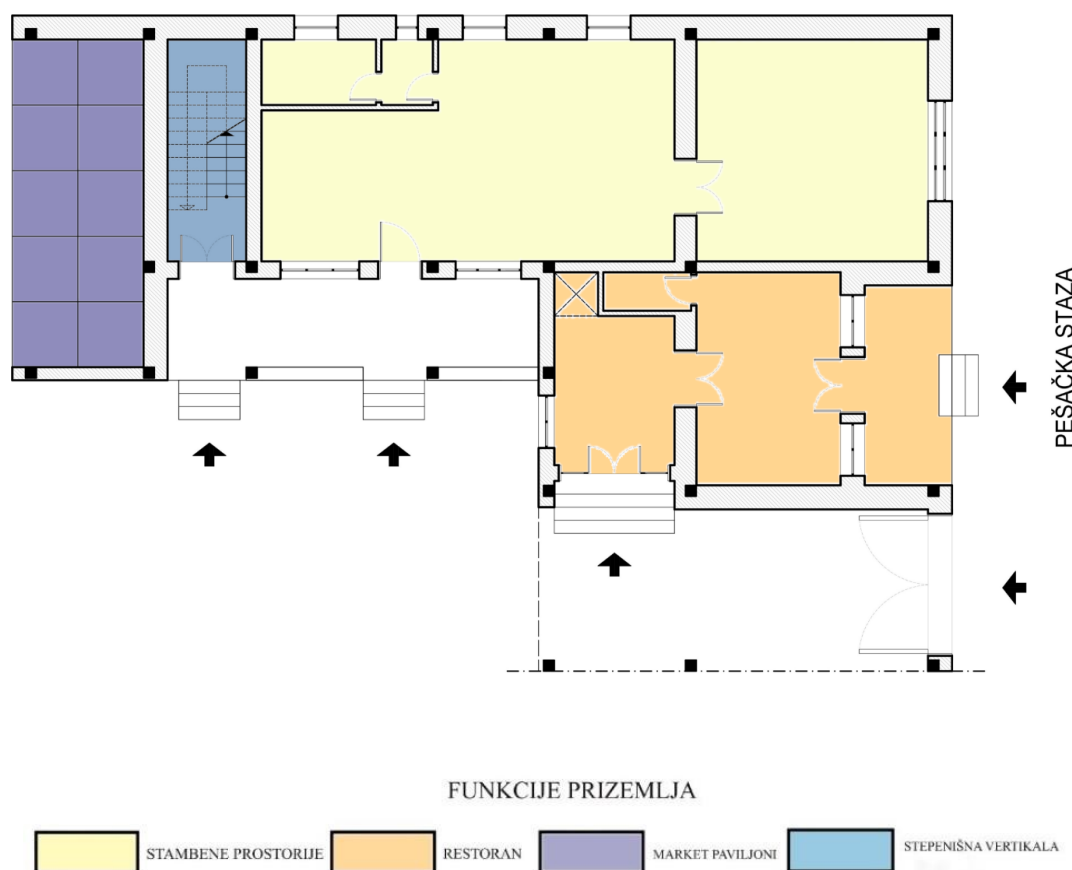 PEŠAČKA STAZA
FUNKCIJE PRIZEMLJA
STAMBENE PROSTORIJE
RESTORAN
MARKET PAVILJONI
STEPENIŠNA VERTIKALA